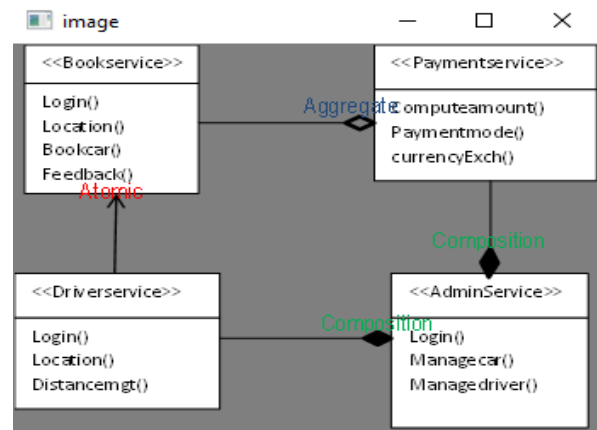 image
<<Bookservice>>
Login()
Location()
Bookcar()
Feedback()
Atomic
Aggregate
<<Paymentservice>>
Computeamount()
Paymentmode()
currencyExch()
Composition
<<Driverservice>>
Login()
Location()
Distancemgt()
Composition
<<AdminService>>
Login()
Managecar()
Managedriver()